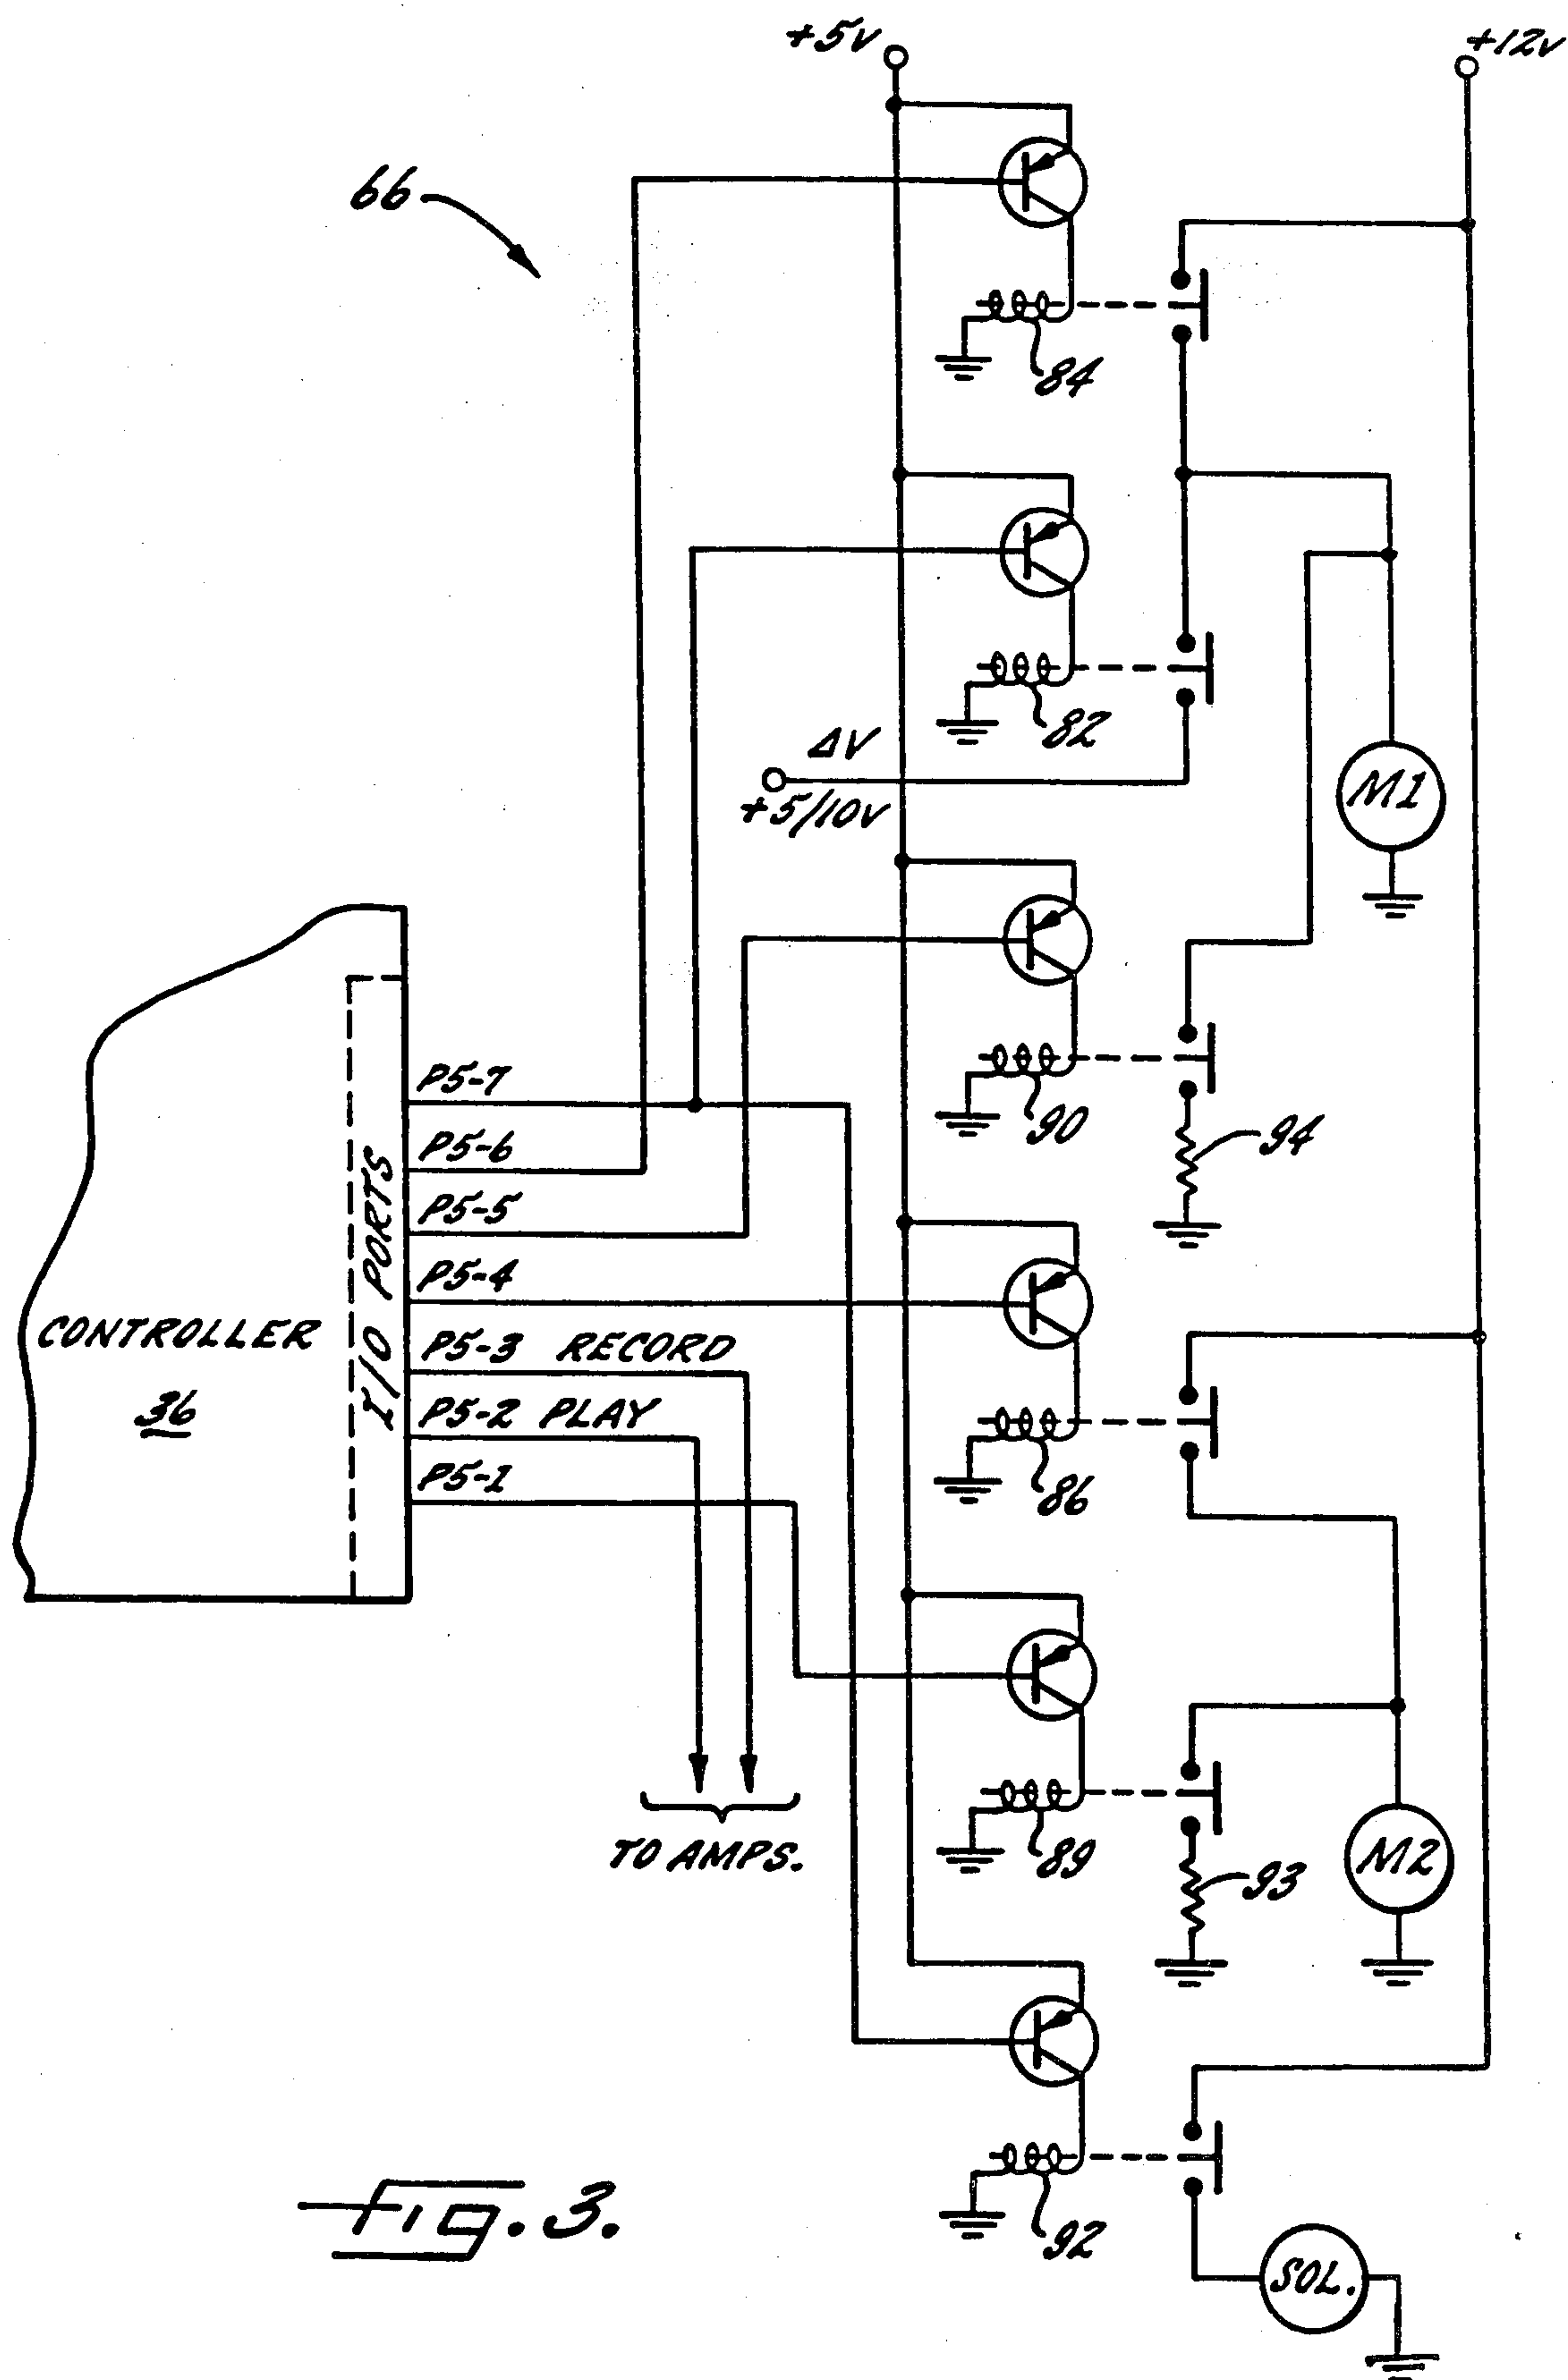 +5V
+12V
66
84
82
ΔV
+5/10V
M1
90
94
P5-7
P5-6
P5-5
P5-4
P5-3 RECORD
P5-2 PLAY
P5-1
I/O PORTS
CONTROLLER
36
86
TO AMPS.
89
93
M2
92
SOL.
fig. 3.